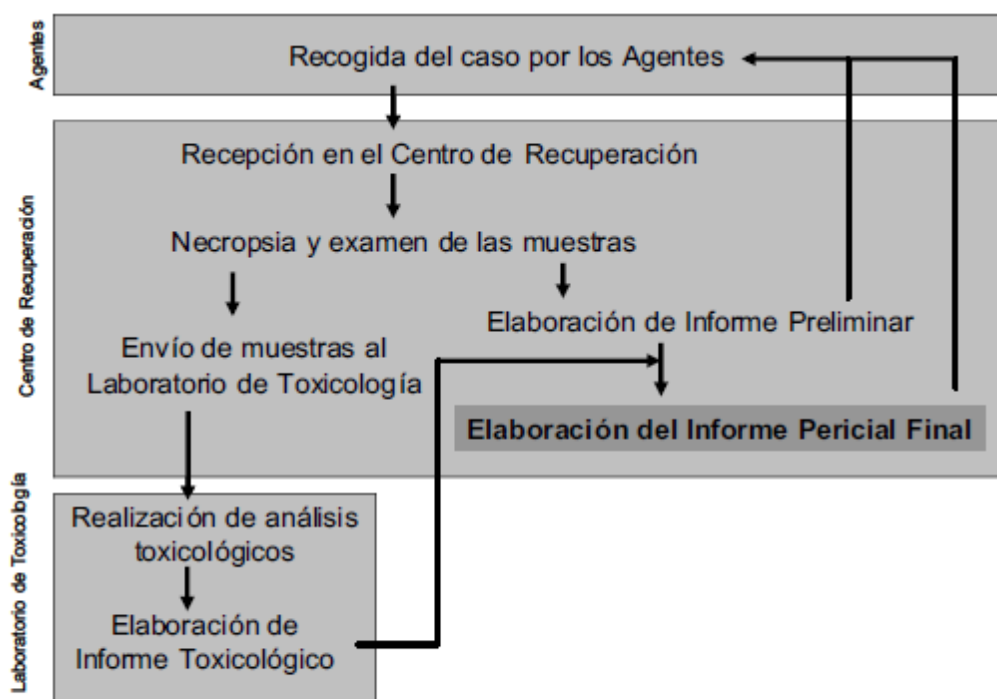 Agentes
Recogida del caso por los Agentes
Centro de Recuperación
Recepción en el Centro de Recuperación
Necropsia y examen de las muestras
Elaboración de Informe Preliminar
Envío de muestras al
Laboratorio de Toxicología
Elaboración del Informe Pericial Final
Laboratorio de Toxicología
Realización de análisis
toxicológicos
Elaboración de
Informe Toxicológico